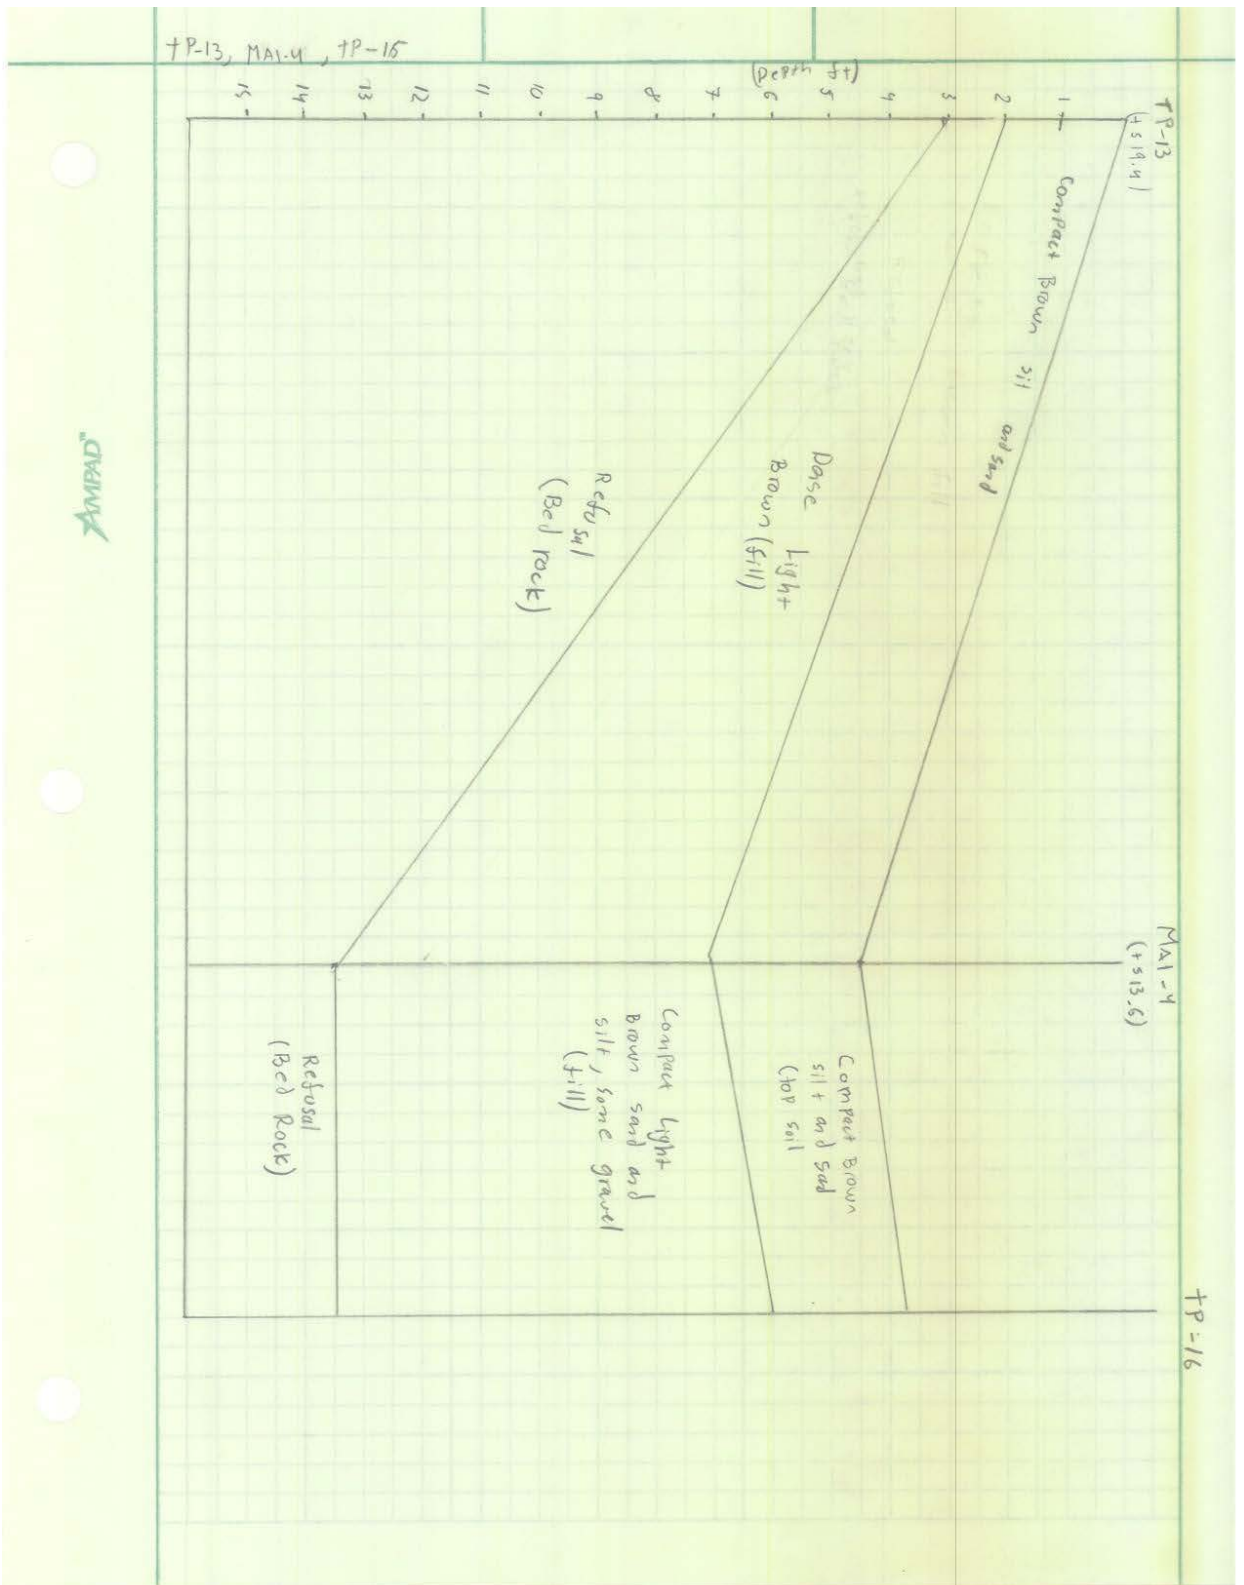 TP-13, MA1-4, TP-15
TP-13
(+519.4)
MA1-4
(+513.6)
TP-16
(Depth ft)
1
2
3
4
5
6
7
8
9
10
11
12
13
14
15
Compact Brown sil and sand
Dase Light
Brown (fill)
Refusal
(Bed rock)
Compact Brown
silt and sad
(top soil
Compact Light
Brown sand and
silt, some gravel
(fill)
Refusal
(Bed Rock)
AMPAD™